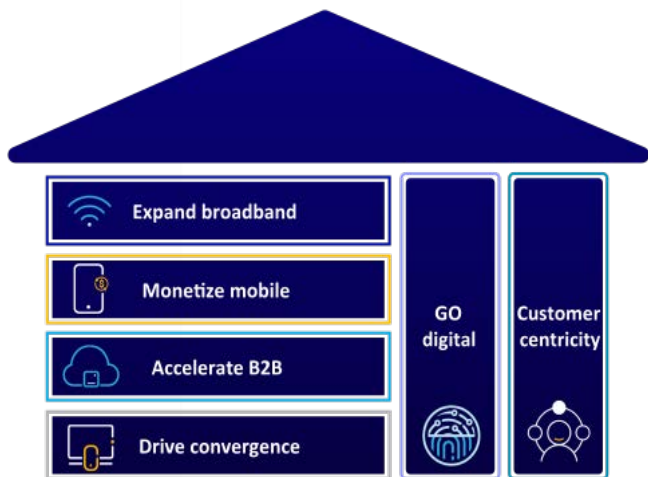 Expand broadband
Monetize mobile
Accelerate B2B
Drive convergence
GO
digital
Customer
centricity